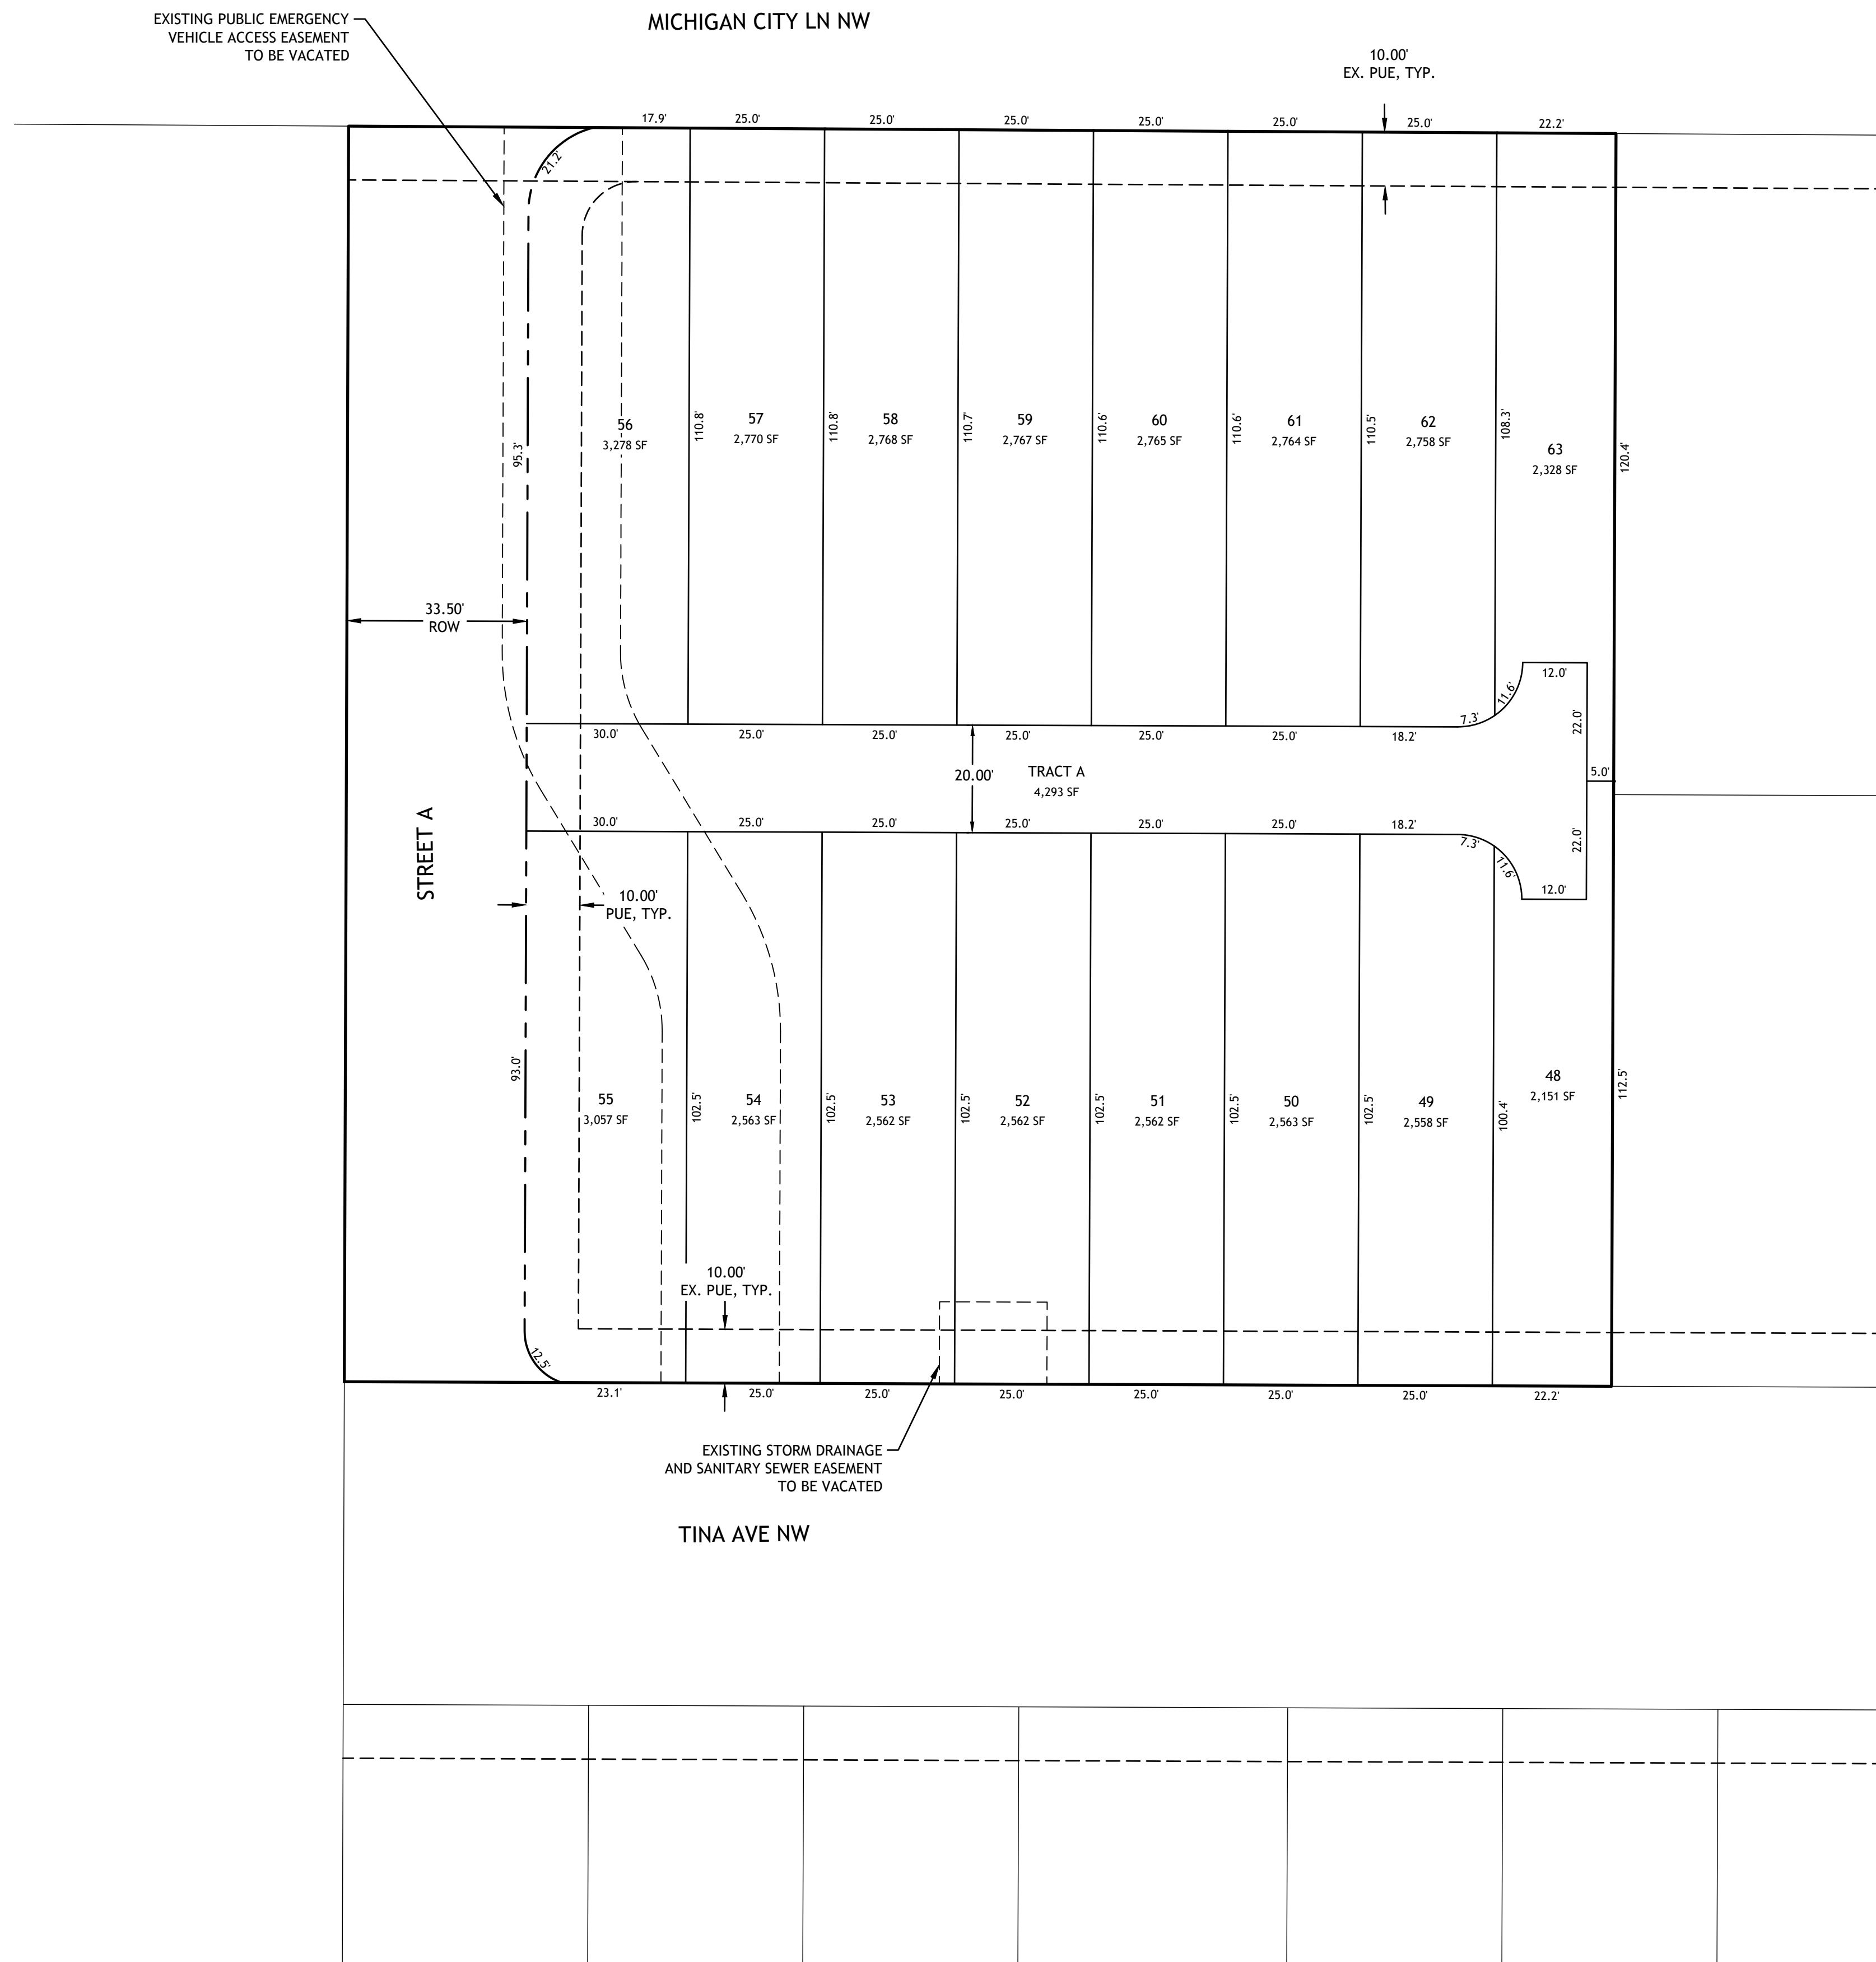 EXISTING PUBLIC EMERGENCY
VEHICLE ACCESS EASEMENT
TO BE VACATED
MICHIGAN CITY LN NW
10.00'
EX. PUE, TYP.
17.9'
25.0'
25.0'
25.0'
25.0'
25.0'
25.0'
22.2'
21.2'
95.3'
56
3,278 SF
110.8'
57
2,770 SF
110.8'
58
2,768 SF
110.7'
59
2,767 SF
110.6'
60
2,765 SF
110.6'
61
2,764 SF
110.5'
62
2,758 SF
108.3'
63
2,328 SF
120.4'
33.50'
ROW
30.0'
25.0'
25.0'
25.0'
25.0'
25.0'
18.2'
7.3'
11.6'
12.0'
22.0'
20.00'
TRACT A
4,293 SF
5.0'
STREET A
30.0'
25.0'
25.0'
25.0'
25.0'
25.0'
18.2'
7.3'
11.6'
12.0'
22.0'
10.00'
PUE, TYP.
93.0'
55
3,057 SF
102.5'
54
2,563 SF
102.5'
53
2,562 SF
102.5'
52
2,562 SF
102.5'
51
2,562 SF
102.5'
50
2,563 SF
102.5'
49
2,558 SF
100.4'
48
2,151 SF
112.5'
10.00'
EX. PUE, TYP.
12.5'
23.1'
25.0'
25.0'
25.0'
25.0'
25.0'
25.0'
22.2'
EXISTING STORM DRAINAGE
AND SANITARY SEWER EASEMENT
TO BE VACATED
TINA AVE NW